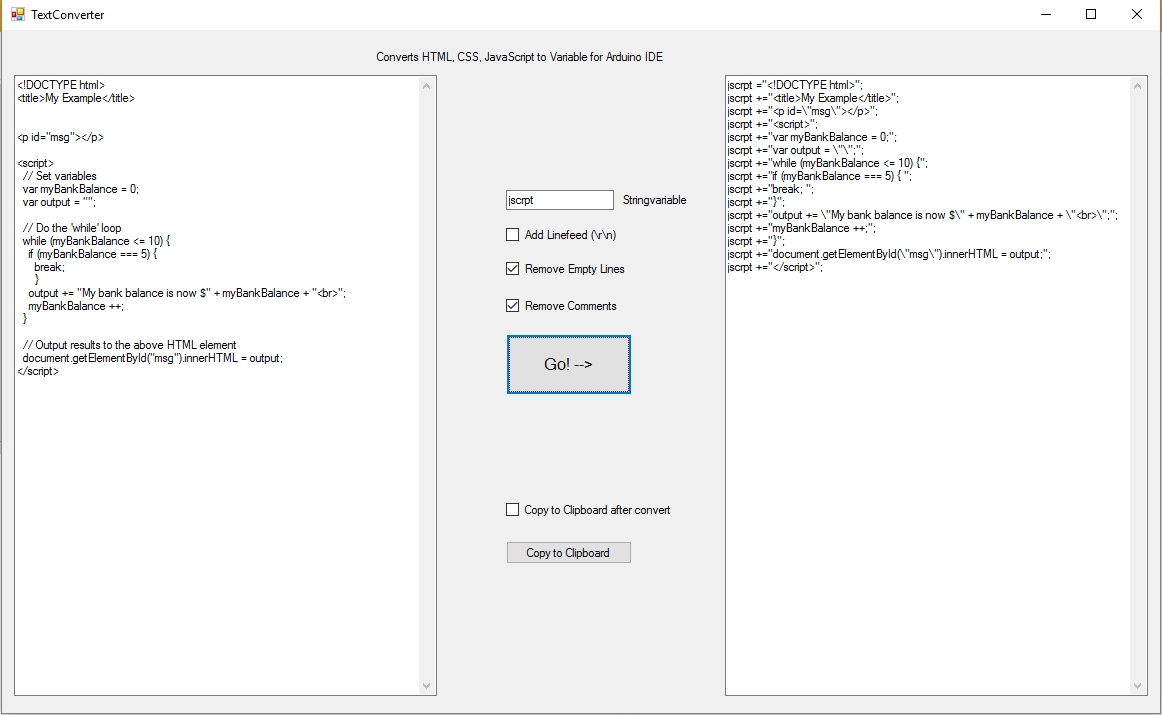 TextConverter
Converts HTML, CSS, JavaScript to Variable for Arduino IDE
<!DOCTYPE html>
<title>My Example</title>
<p id="msg"></p>
<script>
// Set variables
var myBankBalance = 0;
var output = "";
// Do the 'while' loop
while (myBankBalance <= 10) {
if (myBankBalance === 5) {
break;
}
output += "My bank balance is now $" + myBankBalance + "<br>";
myBankBalance ++;
}
// Output results to the above HTML element
document.getElementById("msg").innerHTML = output;
</script>
jscrpt
Stringvariable
Add Linefeed (\r\n)
Remove Empty Lines
Remove Comments
Go! -->
Copy to Clipboard after convert
Copy to Clipboard
jscrpt ="<!DOCTYPE html>";
jscrpt +="<title>My Example</title>";
jscrpt +="<p id=\"msg\"></p>";
jscrpt +="<script>";
jscrpt +="var myBankBalance = 0;";
jscrpt +="var output = \"\";";
jscrpt +="while (myBankBalance <= 10) {";
jscrpt +="if (myBankBalance === 5) { ";
jscrpt +="break; ";
jscrpt +="}";
jscrpt +="output += \"My bank balance is now $\" + myBankBalance + \"<br>\";";
jscrpt +="myBankBalance ++;";
jscrpt +="}";
jscrpt +="document.getElementById(\"msg\").innerHTML = output;";
jscrpt +="</script>";